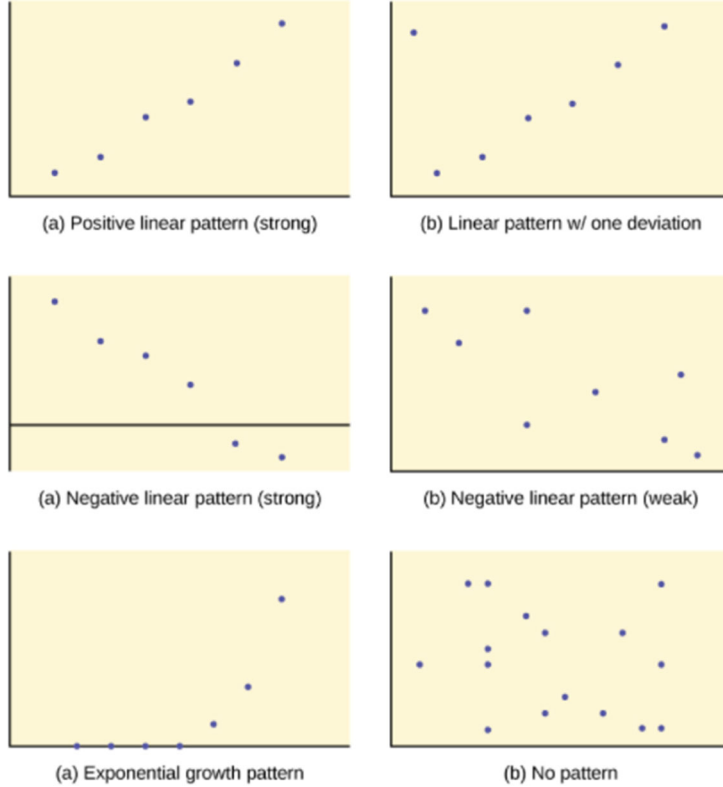 (a) Positive linear pattern (strong)
(b) Linear pattern w/ one deviation
(a) Negative linear pattern (strong)
(b) Negative linear pattern (weak)
(a) Exponential growth pattern
(b) No pattern